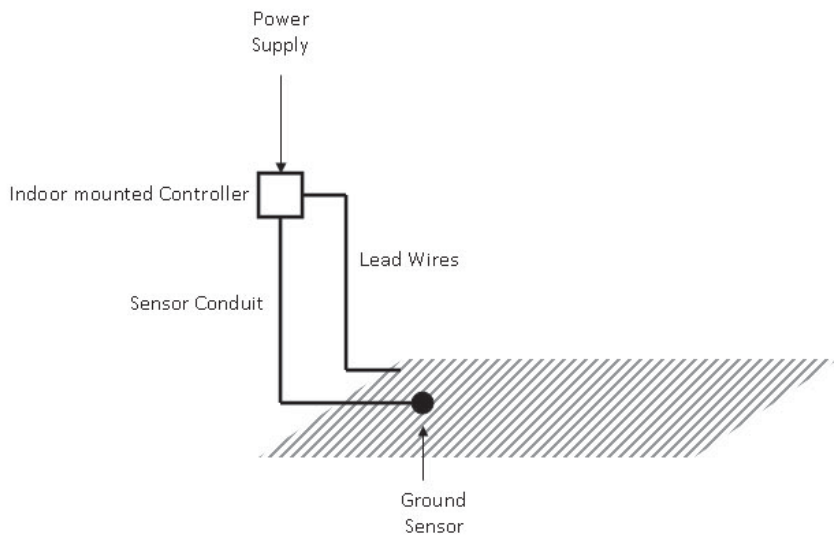 Power
Supply
Indoor mounted Controller
Lead Wires
Sensor Conduit
Ground
Sensor